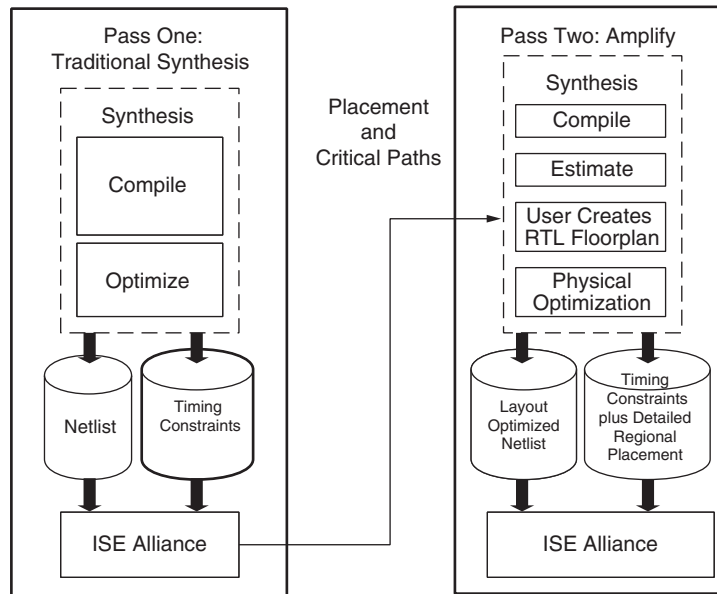 Pass One:
Traditional Synthesis
Synthesis
Compile
Optimize
Netlist
Timing
Constraints
ISE Alliance
Placement
and
Critical Paths
Pass Two: Amplify
Synthesis
Compile
Estimate
User Creates
RTL Floorplan
Physical
Optimization
Layout
Optimized
Netlist
Timing
Constraints
plus Detailed
Regional
Placement
ISE Alliance